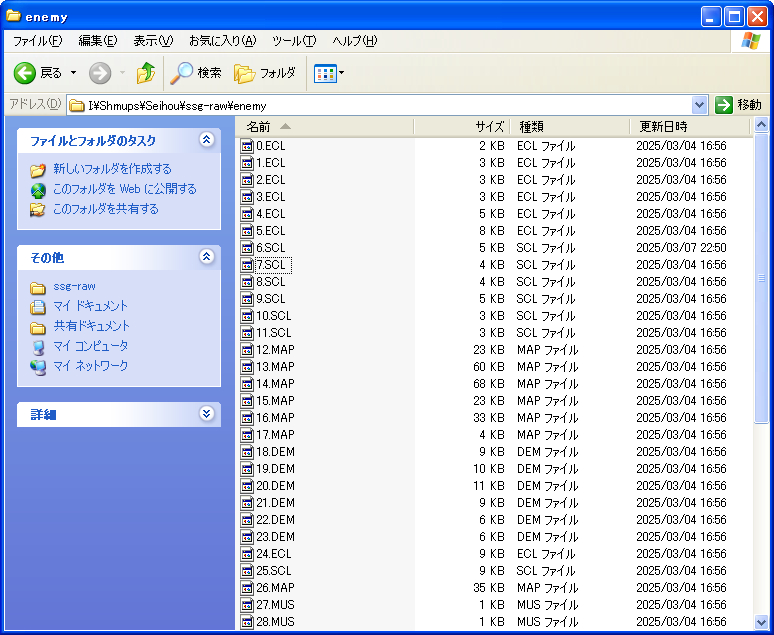 enemy
ファイル(F) 編集(E) 表示(V) お気に入り(A) ツール(T) ヘルプ(H)
戻る 検索 フォルダ
アドレス(D) I:¥Shmups¥Seihou¥ssg-raw¥enemy 移動
ファイルとフォルダのタスク
新しいフォルダを作成する
このフォルダを Web に公開する
このフォルダを共有する
その他
ssg-raw
マイ ドキュメント
共有ドキュメント
マイ コンピュータ
マイ ネットワーク
詳細
名前 サイズ 種類 更新日時
0.ECL 2 KB ECL ファイル 2025/03/04 16:56
1.ECL 3 KB ECL ファイル 2025/03/04 16:56
2.ECL 3 KB ECL ファイル 2025/03/04 16:56
3.ECL 3 KB ECL ファイル 2025/03/04 16:56
4.ECL 5 KB ECL ファイル 2025/03/04 16:56
5.ECL 8 KB ECL ファイル 2025/03/04 16:56
6.SCL 5 KB SCL ファイル 2025/03/07 22:50
7.SCL 4 KB SCL ファイル 2025/03/04 16:56
8.SCL 4 KB SCL ファイル 2025/03/04 16:56
9.SCL 5 KB SCL ファイル 2025/03/04 16:56
10.SCL 3 KB SCL ファイル 2025/03/04 16:56
11.SCL 3 KB SCL ファイル 2025/03/04 16:56
12.MAP 23 KB MAP ファイル 2025/03/04 16:56
13.MAP 60 KB MAP ファイル 2025/03/04 16:56
14.MAP 68 KB MAP ファイル 2025/03/04 16:56
15.MAP 23 KB MAP ファイル 2025/03/04 16:56
16.MAP 33 KB MAP ファイル 2025/03/04 16:56
17.MAP 4 KB MAP ファイル 2025/03/04 16:56
18.DEM 9 KB DEM ファイル 2025/03/04 16:56
19.DEM 10 KB DEM ファイル 2025/03/04 16:56
20.DEM 11 KB DEM ファイル 2025/03/04 16:56
21.DEM 9 KB DEM ファイル 2025/03/04 16:56
22.DEM 6 KB DEM ファイル 2025/03/04 16:56
23.DEM 6 KB DEM ファイル 2025/03/04 16:56
24.ECL 9 KB ECL ファイル 2025/03/04 16:56
25.SCL 9 KB SCL ファイル 2025/03/04 16:56
26.MAP 35 KB MAP ファイル 2025/03/04 16:56
27.MUS 1 KB MUS ファイル 2025/03/04 16:56
28.MUS 1 KB MUS ファイル 2025/03/04 16:56